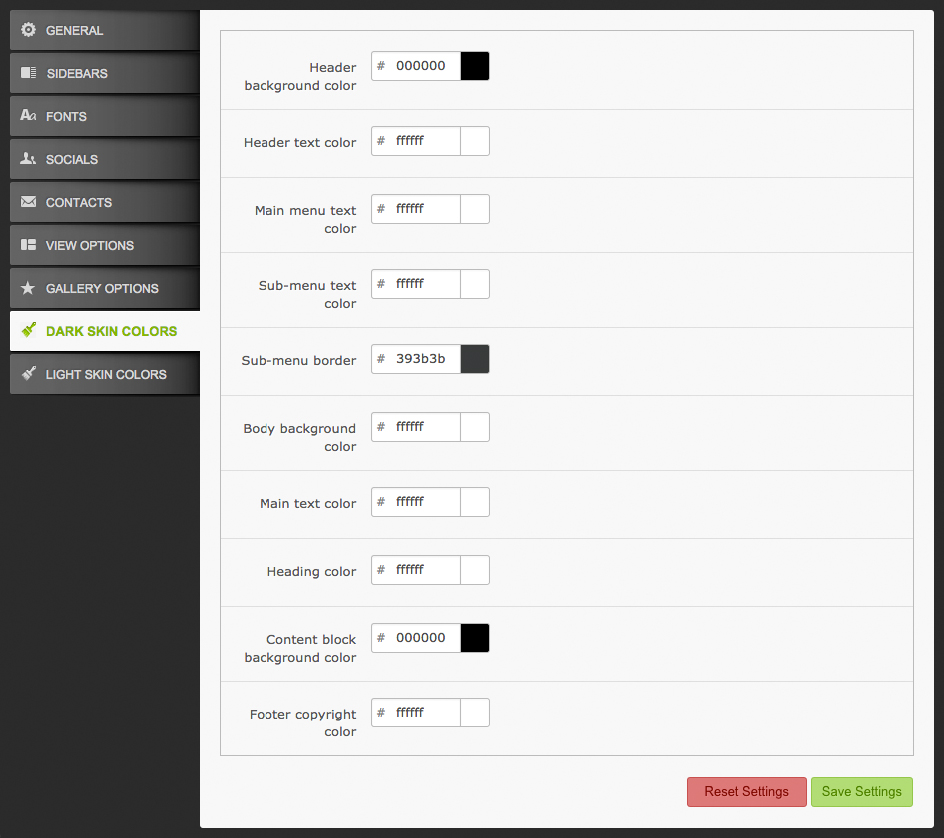 GENERAL
SIDEBARS
FONTS
SOCIALS
CONTACTS
VIEW OPTIONS
GALLERY OPTIONS
DARK SKIN COLORS
LIGHT SKIN COLORS
Header
background color
# 000000
Header text color
# ffffff
Main menu text
color
# ffffff
Sub-menu text
color
# ffffff
Sub-menu border
# 393b3b
Body background
color
# ffffff
Main text color
# ffffff
Heading color
# ffffff
Content block
background color
# 000000
Footer copyright
color
# ffffff
Reset Settings
Save Settings